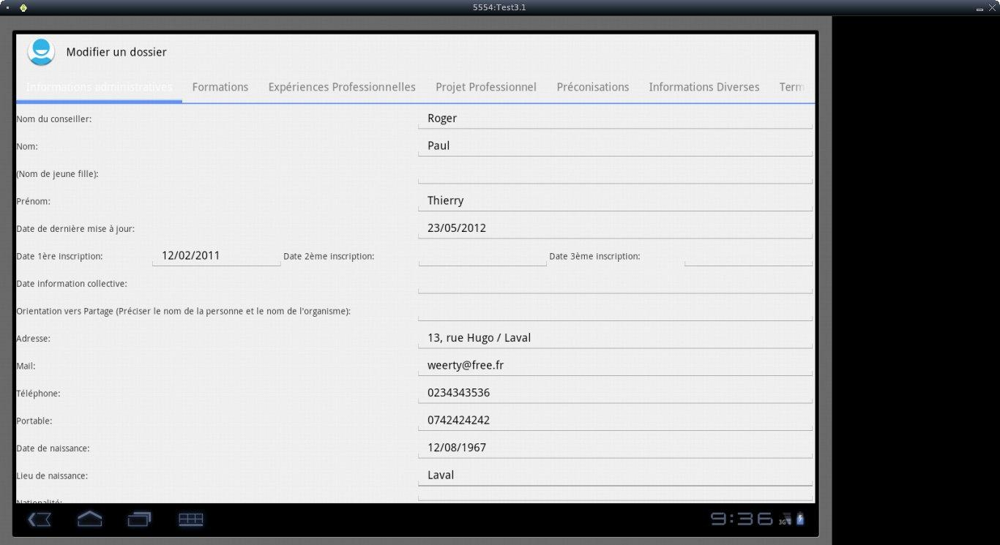 5554:Test3.1
Modifier un dossier
Informations administratives Formations Expériences Professionnelles Projet Professionnel Préconisations Informations Diverses Term
Nom du conseiller: Roger
Nom: Paul
(Nom de jeune fille):
Prénom: Thierry
Date de dernière mise à jour: 23/05/2012
Date 1ère inscription: 12/02/2011 Date 2ème inscription: Date 3ème inscription:
Date information collective:
Orientation vers Partage (Préciser le nom de la personne et le nom de l'organisme):
Adresse: 13, rue Hugo / Laval
Mail: weerty@free.fr
Téléphone: 0234343536
Portable: 0742424242
Date de naissance: 12/08/1967
Lieu de naissance: Laval
Nationalité:
9:36 3G